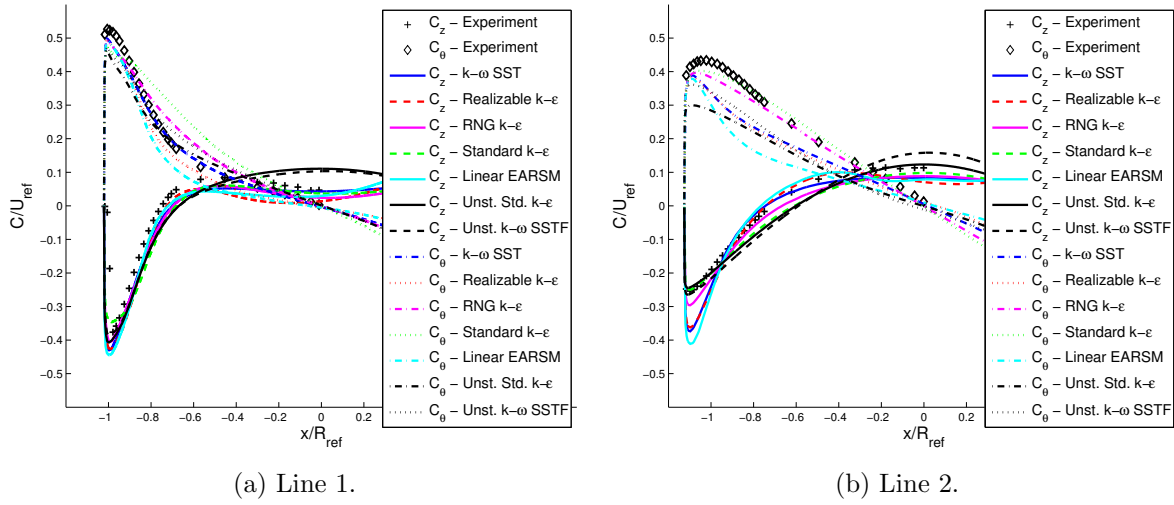 0.5
0.4
0.3
0.2
0.1
0
0.1
−0.2
−0.3
−0.4
−0.5
C/U_ref
−1
−0.8
−0.6
−0.4
−0.2
0
0.2
x/R_ref
C_z − Experiment
C_θ − Experiment
C_z − k−ω SST
C_z − Realizable k−ε
C_z − RNG k−ε
C_z − Standard k−ε
C_z − Linear EARSM
C_z − Unst. Std. k−ε
C_z − Unst. k−ω SSTF
C_θ − k−ω SST
C_θ − Realizable k−ε
C_θ − RNG k−ε
C_θ − Standard k−ε
C_θ − Linear EARSM
C_θ − Unst. Std. k−ε
C_θ − Unst. k−ω SSTF
(a) Line 1.
0.5
0.4
0.3
0.2
0.1
0
0.1
−0.2
−0.3
−0.4
−0.5
C/U_ref
−1
−0.8
−0.6
−0.4
−0.2
0
0.2
x/R_ref
C_z − Experiment
C_θ − Experiment
C_z − k−ω SST
C_z − Realizable k−ε
C_z − RNG k−ε
C_z − Standard k−ε
C_z − Linear EARSM
C_z − Unst. Std. k−ε
C_z − Unst. k−ω SSTF
C_θ − k−ω SST
C_θ − Realizable k−ε
C_θ − RNG k−ε
C_θ − Standard k−ε
C_θ − Linear EARSM
C_θ − Unst. Std. k−ε
C_θ − Unst. k−ω SSTF
(b) Line 2.